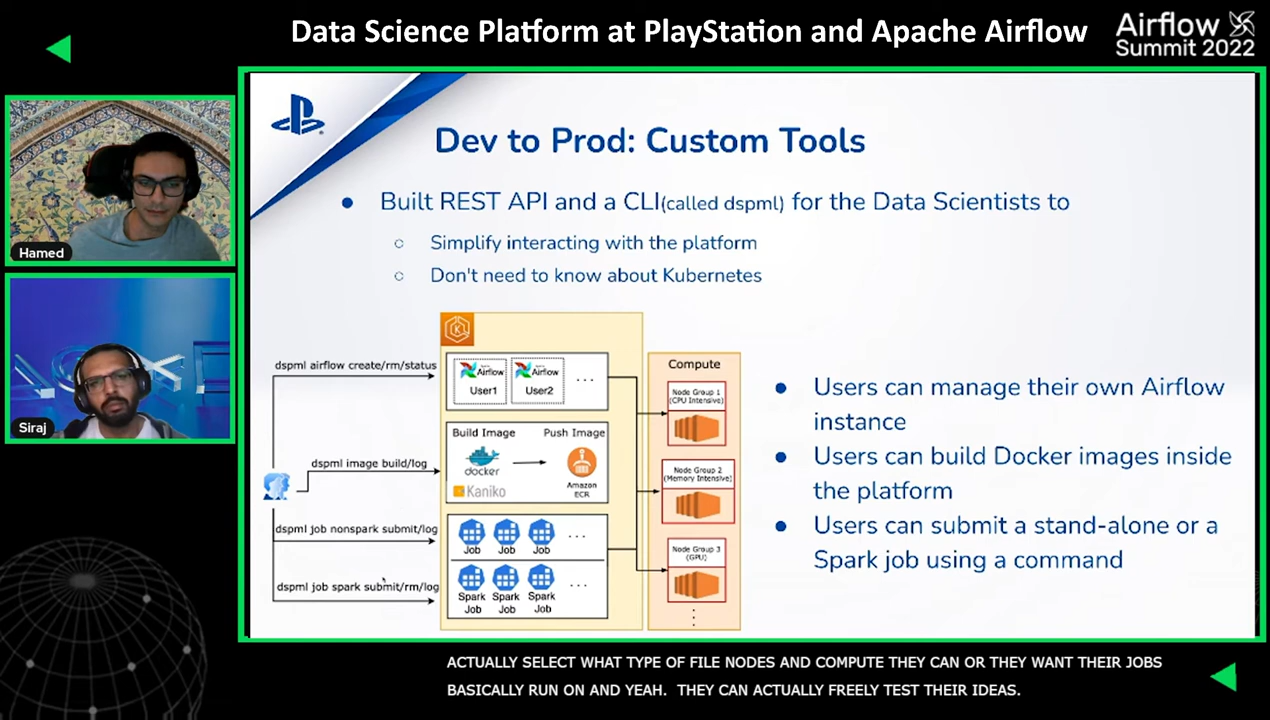 Data Science Platform at PlayStation and Apache Airflow
Airflow
Summit 2022
Hamed
Siraj
Dev to Prod: Custom Tools
Built REST API and a CLI(called dspml) for the Data Scientists to
Simplify interacting with the platform
Don't need to know about Kubernetes
dspml airflow create/rm/status
dspml image build/log
dspml job nonspark submit/log
dspml job spark submit/rm/log
K
Airflow
User1
Airflow
User2
...
Build Image
Push Image
docker
Kaniko
Amazon
ECR
Job
Job
Job
...
Spark
Job
Spark
Job
Spark
Job
...
Compute
Node Group 1
(CPU Intensive)
Node Group 2
(Memory Intensive)
Node Group 3
(GPU)
Users can manage their own Airflow
instance
Users can build Docker images inside
the platform
Users can submit a stand-alone or a
Spark job using a command
ACTUALLY SELECT WHAT TYPE OF FILE NODES AND COMPUTE THEY CAN OR THEY WANT THEIR JOBS
BASICALLY RUN ON AND YEAH. THEY CAN ACTUALLY FREELY TEST THEIR IDEAS.